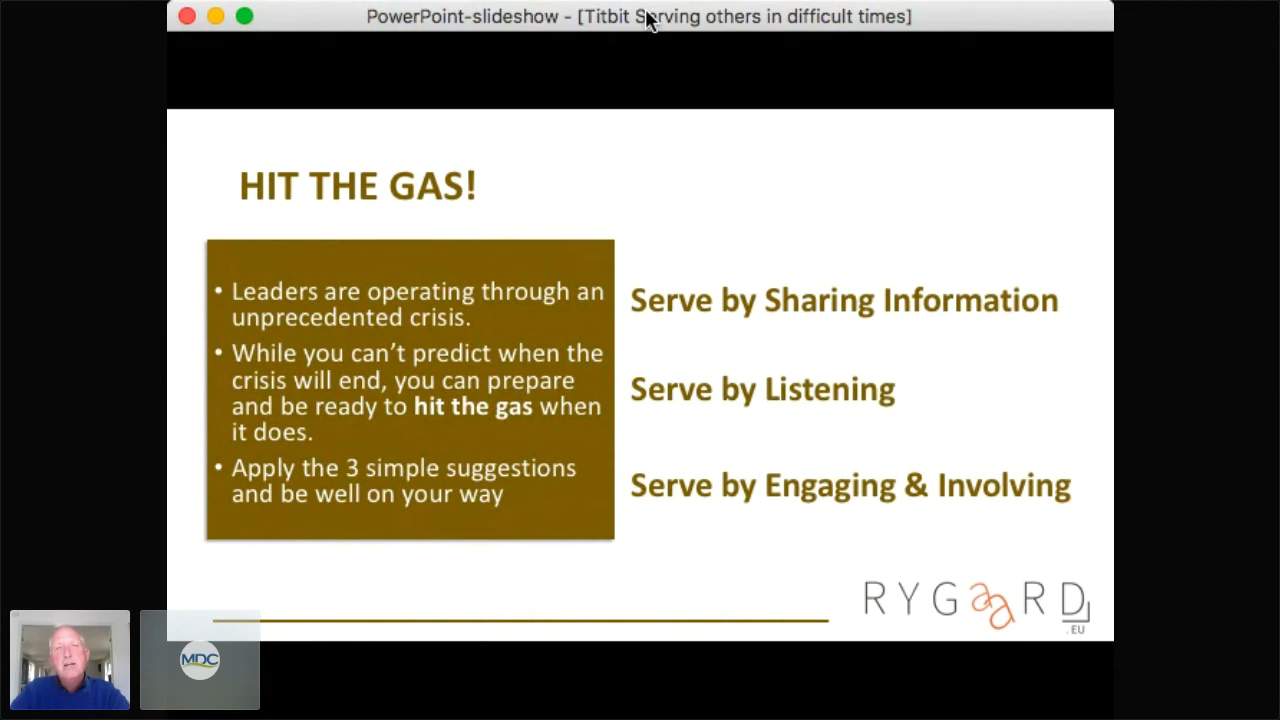 PowerPoint-slideshow - [Titbit Serving others in difficult times]
HIT THE GAS!
• Leaders are operating through an
unprecedented crisis.
• While you can’t predict when the
crisis will end, you can prepare
and be ready to hit the gas when
it does.
• Apply the 3 simple suggestions
and be well on your way
Serve by Sharing Information
Serve by Listening
Serve by Engaging & Involving
RYGaaRD
.EU
MDC